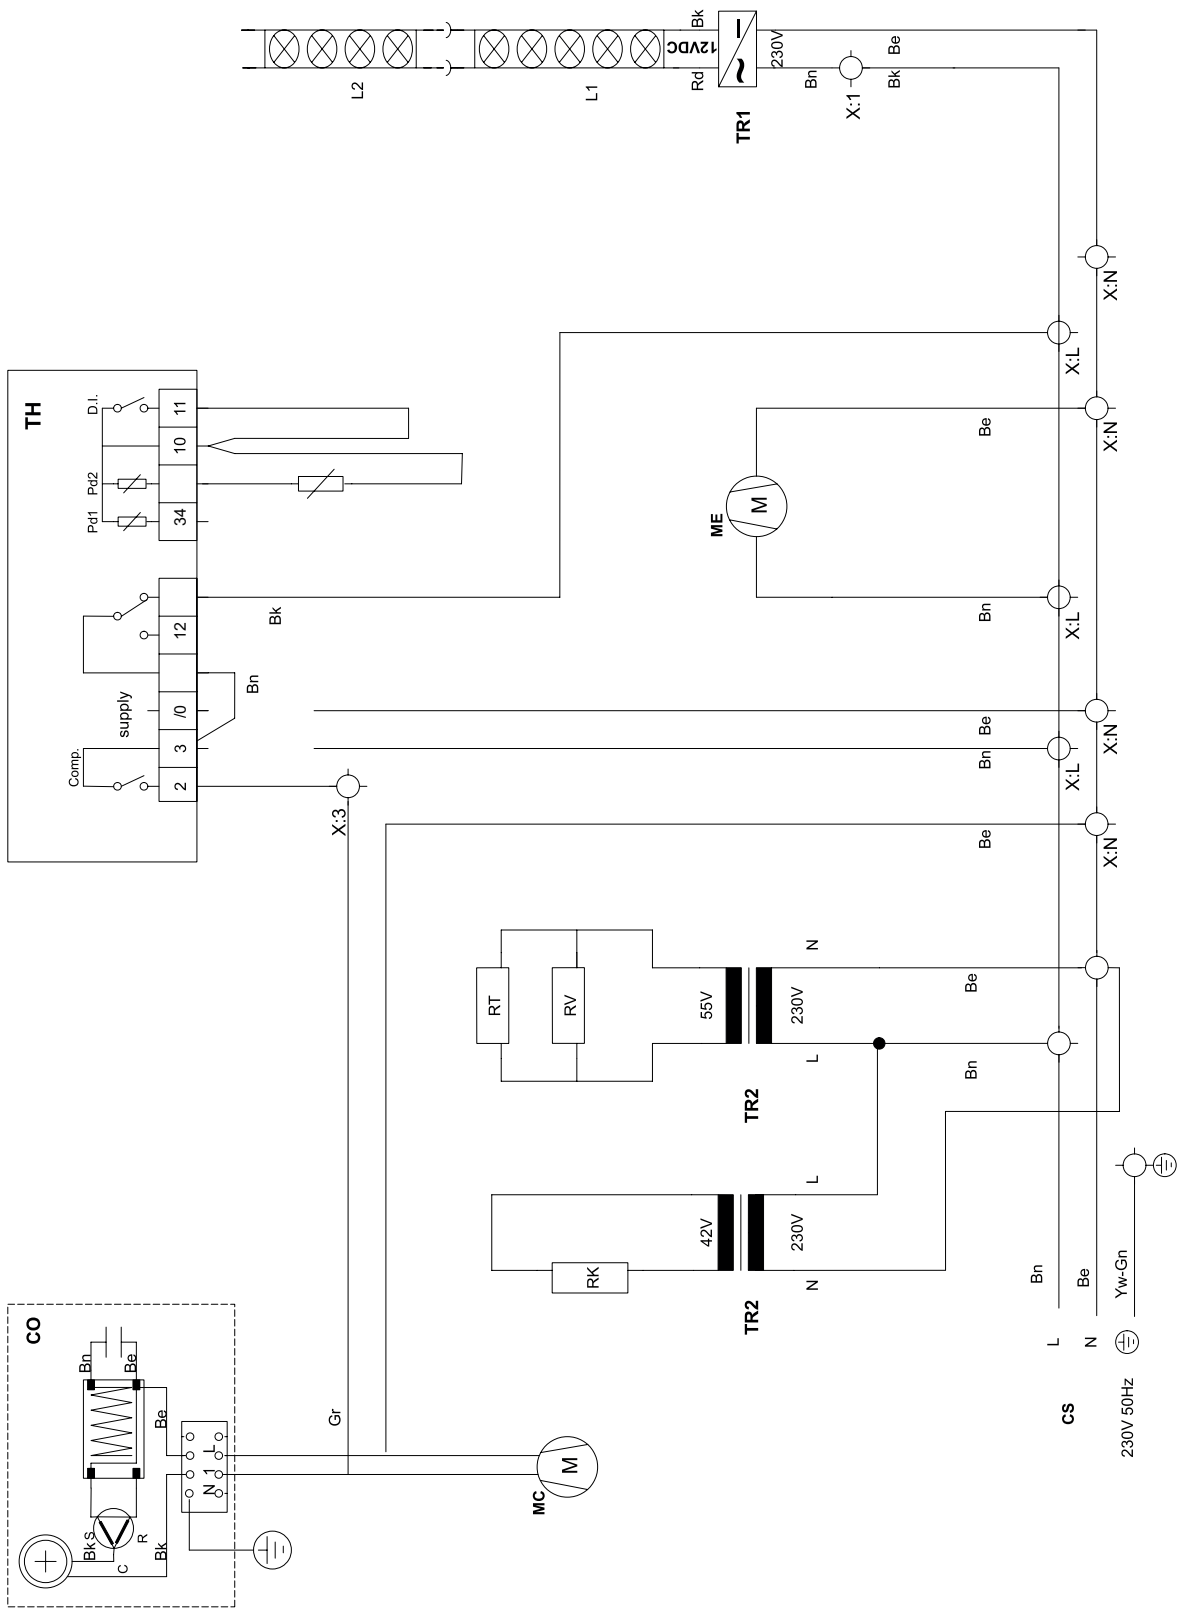 Bk
12VDC
230V
Be
Rd
Bn
Bk
L2
L1
TR1
X:1
X:N
X:L
TH
D.I.
11
10
Pd2
Pd1
34
12
Bk
supply
/0
Bn
Comp.
3
2
X:3
ME
M
Be
X:N
Bn
X:L
Be
X:N
Bn
X:L
Be
X:N
RT
RV
55V
230V
N
L
Be
Bn
TR2
42V
230V
L
N
RK
TR2
CO
Bn
Be
Be
Bk
S
R
C
Bk
N 1 L
Gr
MC
M
Bn
Be
Yw-Gn
L
N
CS
230V 50Hz